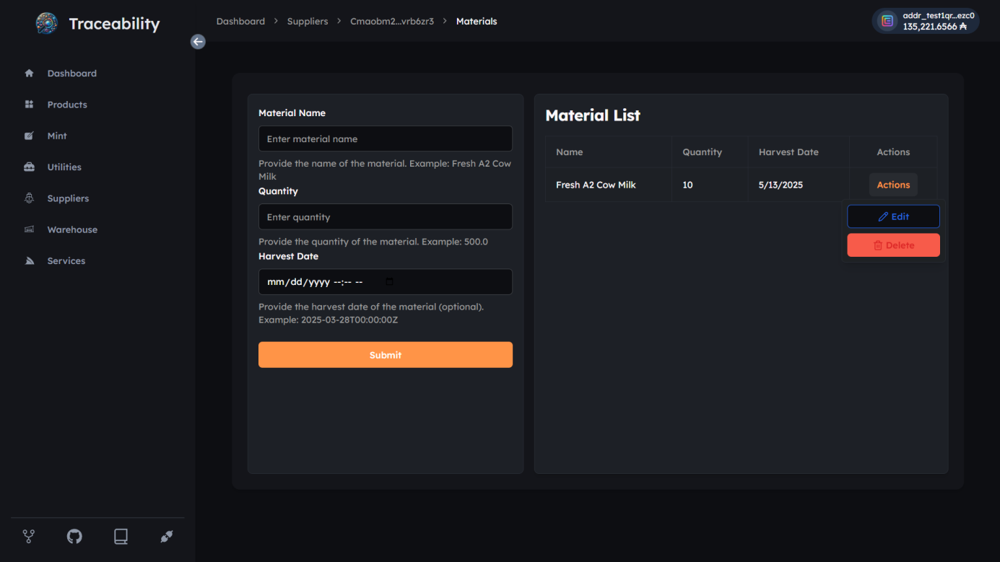 Traceability
Dashboard
Products
Mint
Utilities
Suppliers
Warehouse
Services
Dashboard > Suppliers > Cmaobm2...vrb6zr3 > Materials
addr_test1qr...ezc0
135,221.6566 ₳
Material Name
Enter material name
Provide the name of the material. Example: Fresh A2 Cow
Milk
Quantity
Enter quantity
Provide the quantity of the material. Example: 500.0
Harvest Date
mm/dd/yyyy --:-- --
Provide the harvest date of the material (optional).
Example: 2025-03-28T00:00:00Z
Submit
Material List
Name Quantity Harvest Date Actions
Fresh A2 Cow Milk 10 5/13/2025 Actions
Edit
Delete